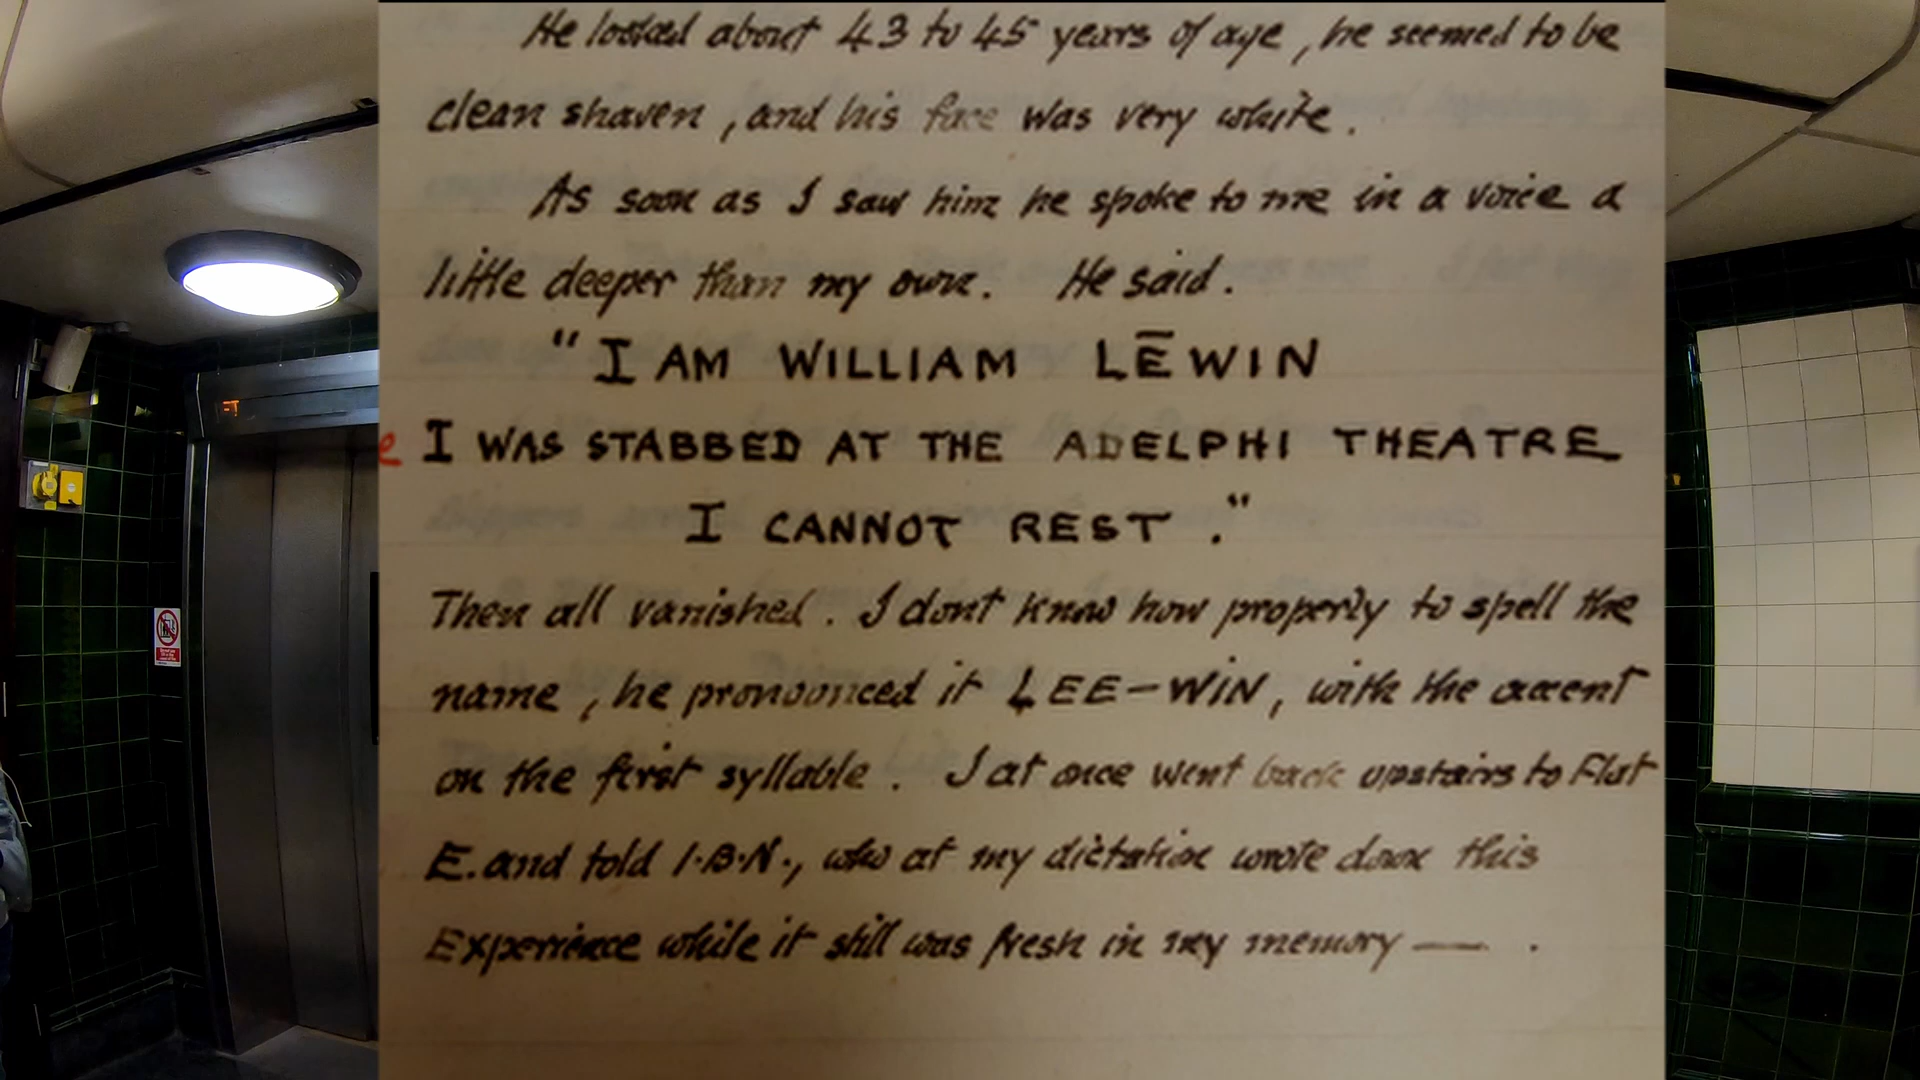 He looked about 43 to 45 years of age, he seemed to be
clean shaven, and his face was very white.
As soon as I saw him he spoke to me in a voice a
little deeper than my own. He said.
"I AM WILLIAM LĒWIN
I WAS STABBED AT THE ADELPHI THEATRE
I CANNOT REST."
Then all vanished. I dont know how properly to spell the
name, he pronounced it LEE-WIN, with the accent
on the first syllable. I at once went back upstairs to Flat
E. and told I.B.N., who at my dictation wrote down this
Experience while it still was fresh in my memory — .